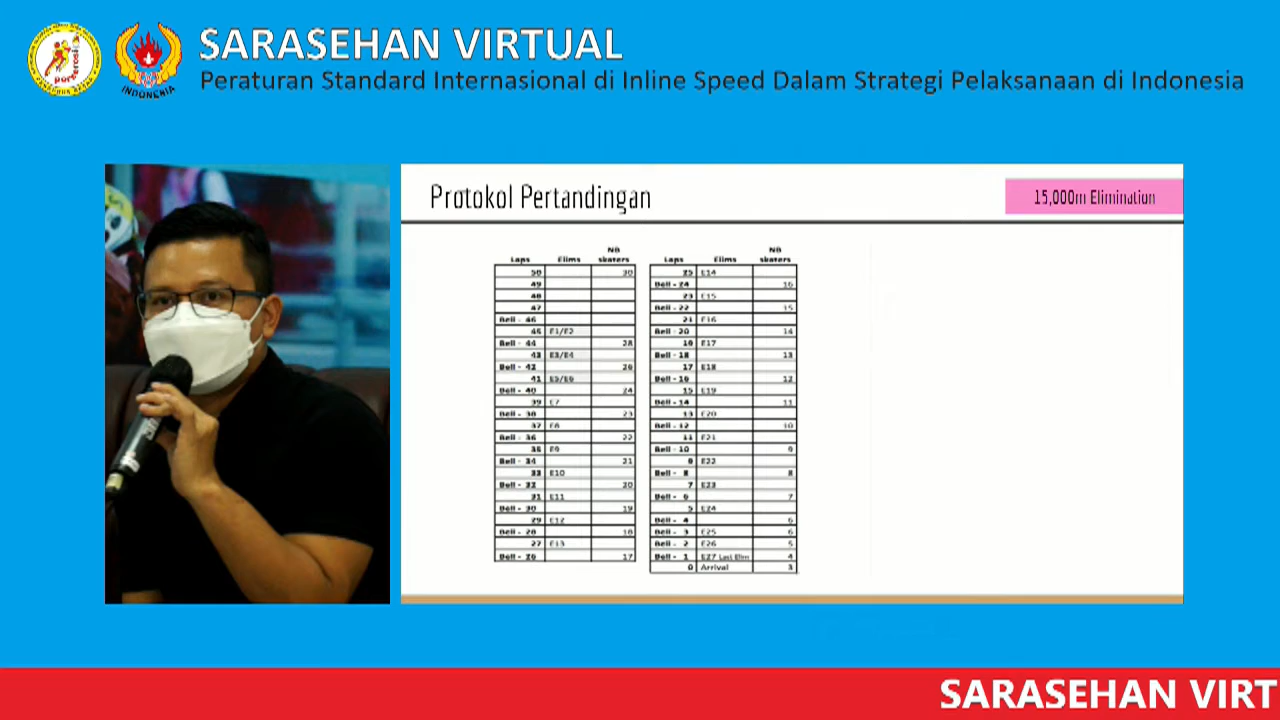 SARASEHAN VIRTUAL
Peraturan Standard Internasional di Inline Speed Dalam Strategi Pelaksanaan di Indonesia
INDONESIA
Protokol Pertandingan
15,000m Elimination
Laps Elims NB skaters
50 30
49
48
47
Bell - 46
45 E1/E2
Bell - 44 28
43 E3/E4
Bell - 42 26
41 E5/E6
Bell - 40 24
39 E7
Bell - 38 23
37 E8
Bell - 36 22
35 E9
Bell - 34 21
33 E10
Bell - 32 20
31 E11
Bell - 30 19
29 E12
Bell - 28 18
27 E13
Bell - 26 17
Laps Elims NB skaters
25 E14
Bell - 24 16
23 E15
Bell - 22 15
21 E16
Bell - 20 14
19 E17
Bell - 18 13
17 E18
Bell - 16 12
15 E19
Bell - 14 11
13 E20
Bell - 12 10
11 E21
Bell - 10 9
9 E22
Bell - 8 8
7 E23
Bell - 6 7
5 E24
Bell - 4 6
Bell - 3 E25 6
Bell - 2 E26 5
Bell - 1 E27 Last Elim 4
0 Arrival 3
SARASEHAN VIRT